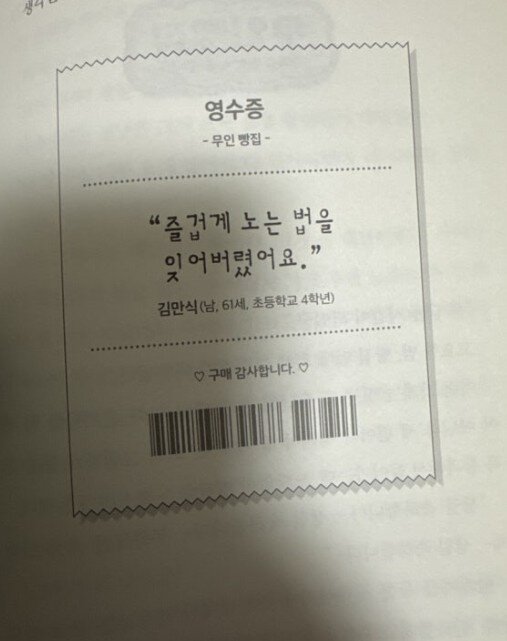 영수증
- 무인 빵집 -
“즐겁게 노는 법을
잊어버렸어요.”
김만식(남, 61세, 초등학교 4학년)
♡ 구매 감사합니다. ♡